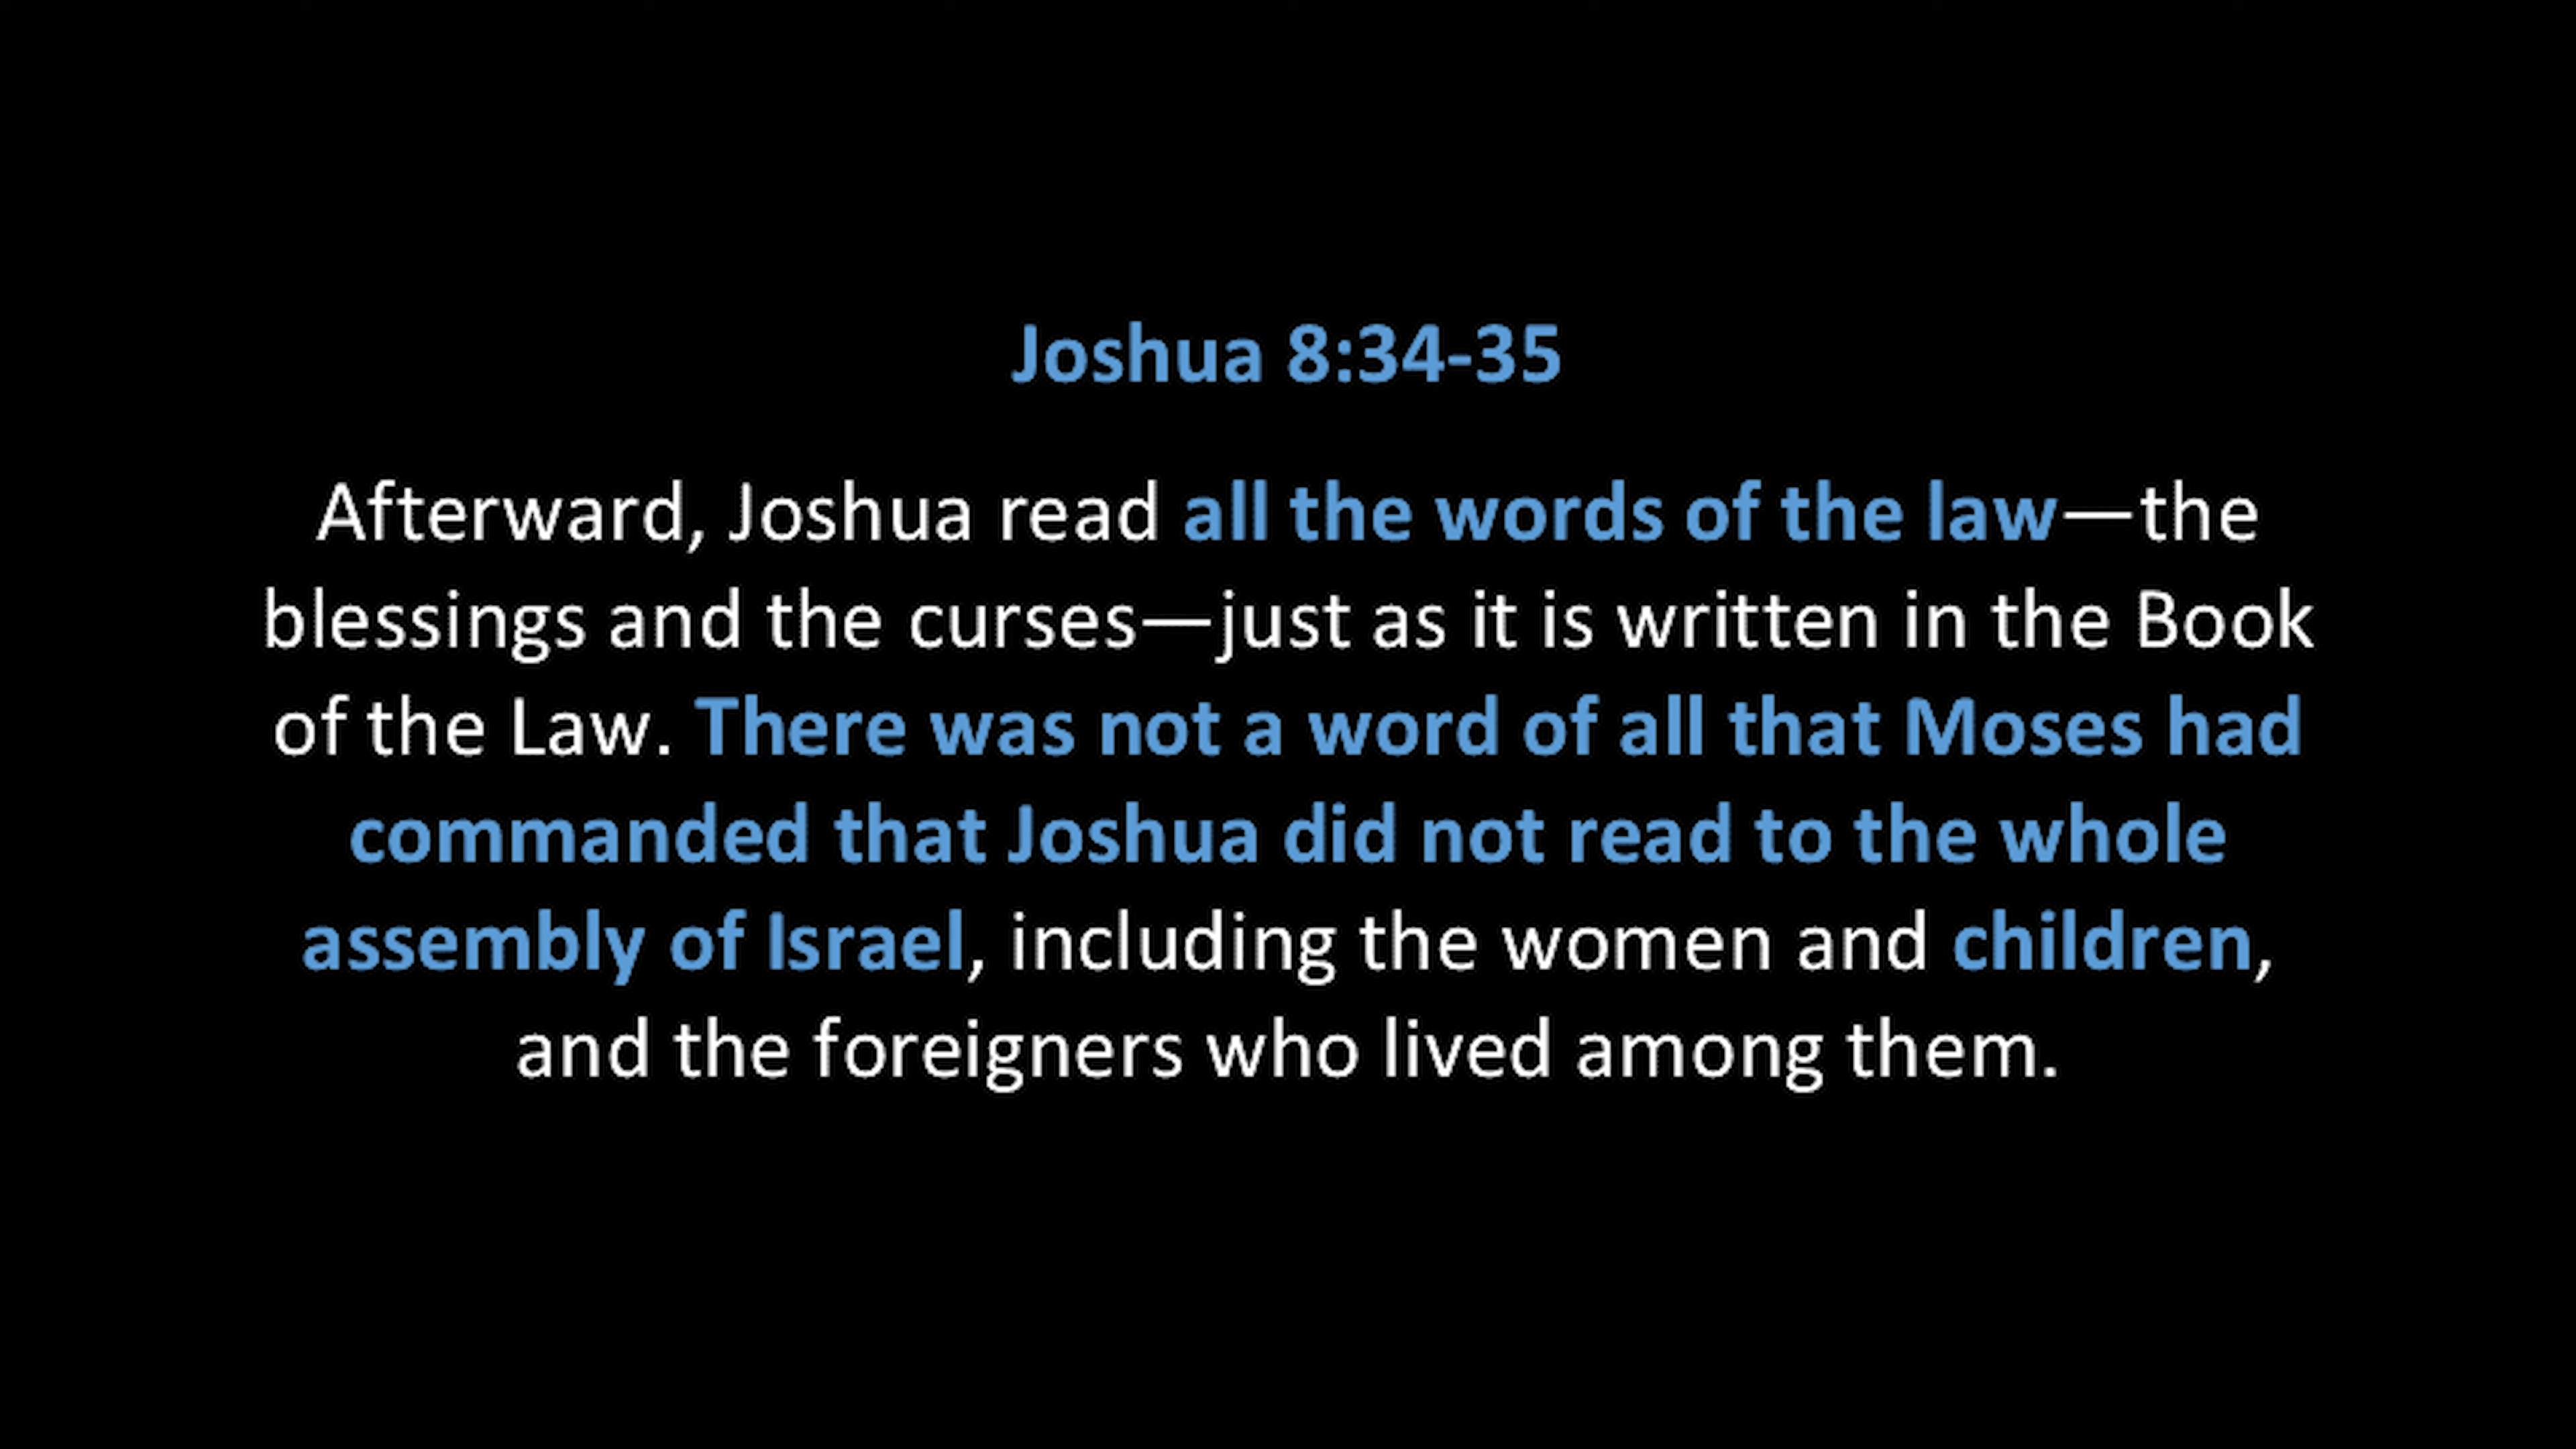 Joshua 8:34-35
Afterward, Joshua read all the words of the law—the
blessings and the curses—just as it is written in the Book
of the Law. There was not a word of all that Moses had
commanded that Joshua did not read to the whole
assembly of Israel, including the women and children,
and the foreigners who lived among them.